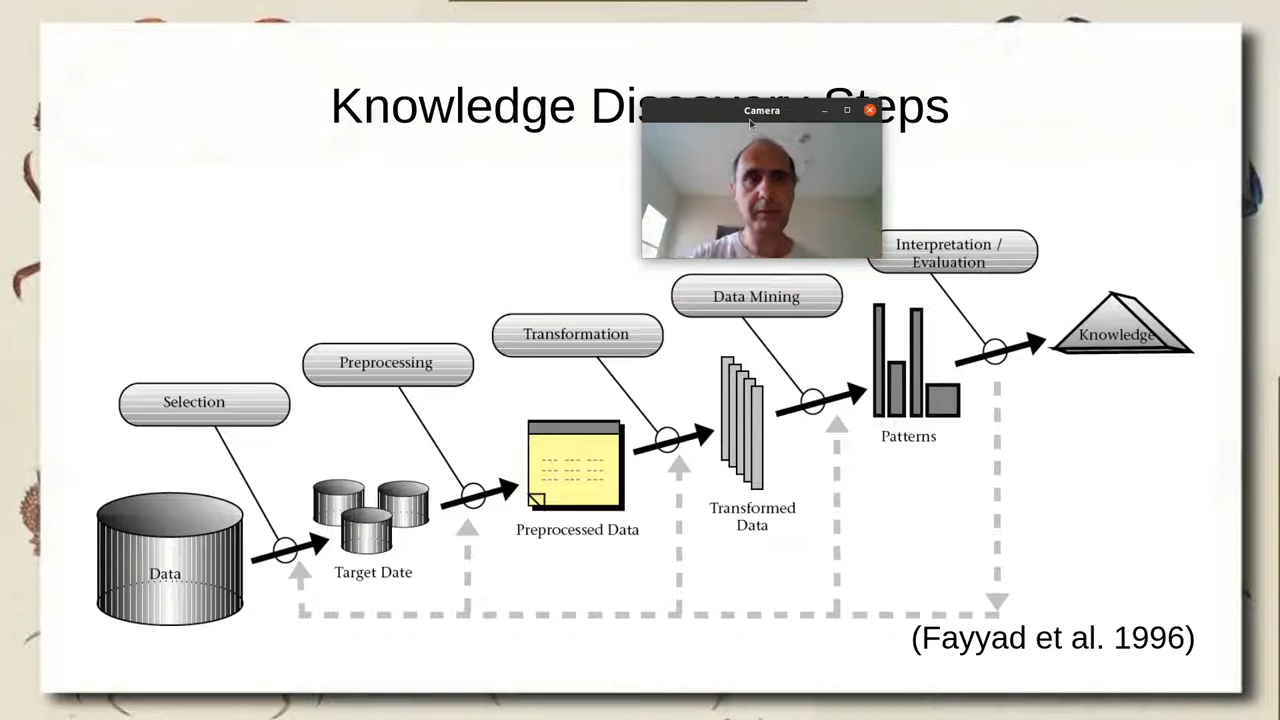 Knowledge Di Steps
Camera
Interpretation /
Evaluation
Data Mining
Transformation
Preprocessing
Selection
Knowledge
Patterns
Transformed
Data
Preprocessed Data
Target Date
Data
(Fayyad et al. 1996)